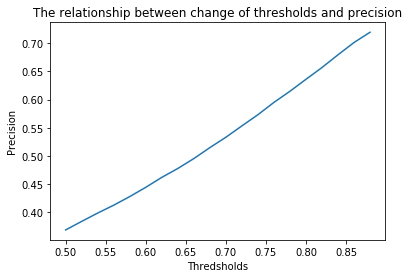 The relationship between change of thresholds and precision
0.70
0.65
0.60
0.55
0.50
0.45
0.40
Precision
0.50 0.55 0.60 0.65 0.70 0.75 0.80 0.85
Thredsholds